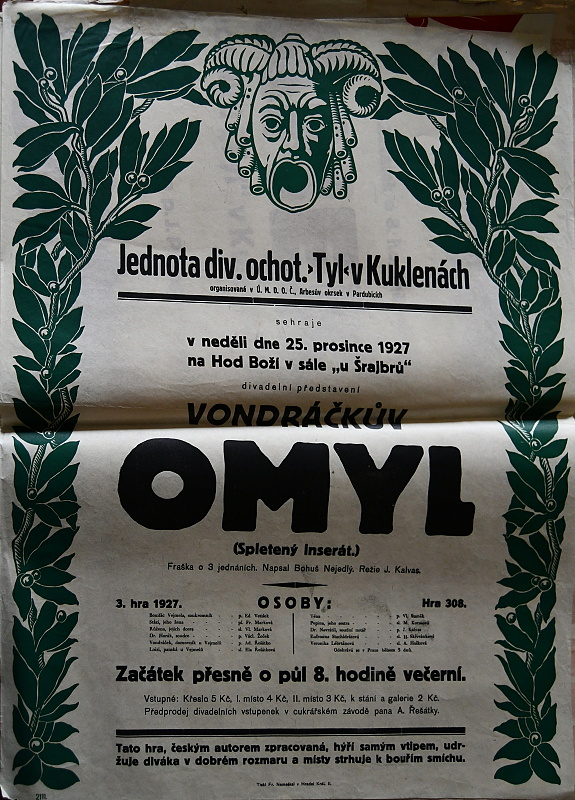 Jednota div. ochot. ›Tyl‹ v Kuklenách
organisovaná v Ú. M. D. O. Č., Arbesův okrsek v Pardubicích
sehraje
v neděli dne 25. prosince 1927
na Hod Boží v sále „u Šrajbrů“
divadelní představení
VONDRÁČKŮV
OMYL
(Spletený inserát.)
Fraška o 3 jednáních. Napsal Bohuš Nejedlý. Režie J. Kalvas.
3. hra 1927. OSOBY: Hra 308.
Začátek přesně o půl 8. hodině večerní.
Vstupné: Křeslo 5 Kč, I. místo 4 Kč, II. místo 3 Kč, k stání a galerie 2 Kč.
Předprodej divadelních vstupenek v cukrářském závodě pana A. Řešátky.
Tato hra, českým autorem zpracovaná, hýří samým vtipem, udr-
žuje diváka v dobrém rozmaru a místy strhuje k bouřím smíchu.